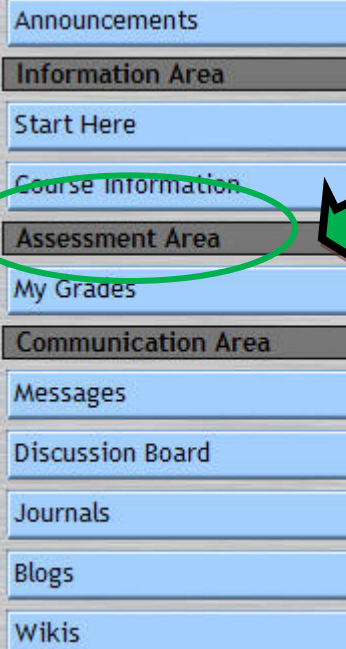 Announcements
Information Area
Start Here
Course Information
Assessment Area
My Grades
Communication Area
Messages
Discussion Board
Journals
Blogs
Wikis